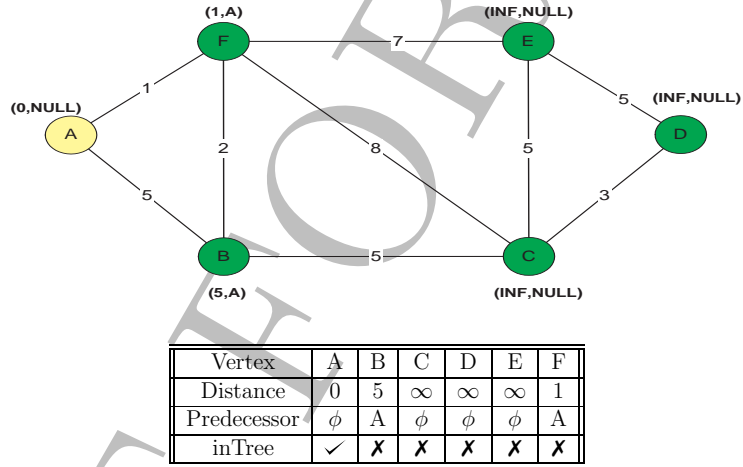 (1,A)
(INF,NULL)
F
7
E
1
5
(0,NULL)
(INF,NULL)
A
2
8
5
D
5
3
B
5
C
(5,A)
(INF,NULL)
Vertex A B C D E F
Distance 0 5 ∞ ∞ ∞ 1
Predecessor ϕ A ϕ ϕ ϕ A
inTree ✓ ✗ ✗ ✗ ✗ ✗
T FOR